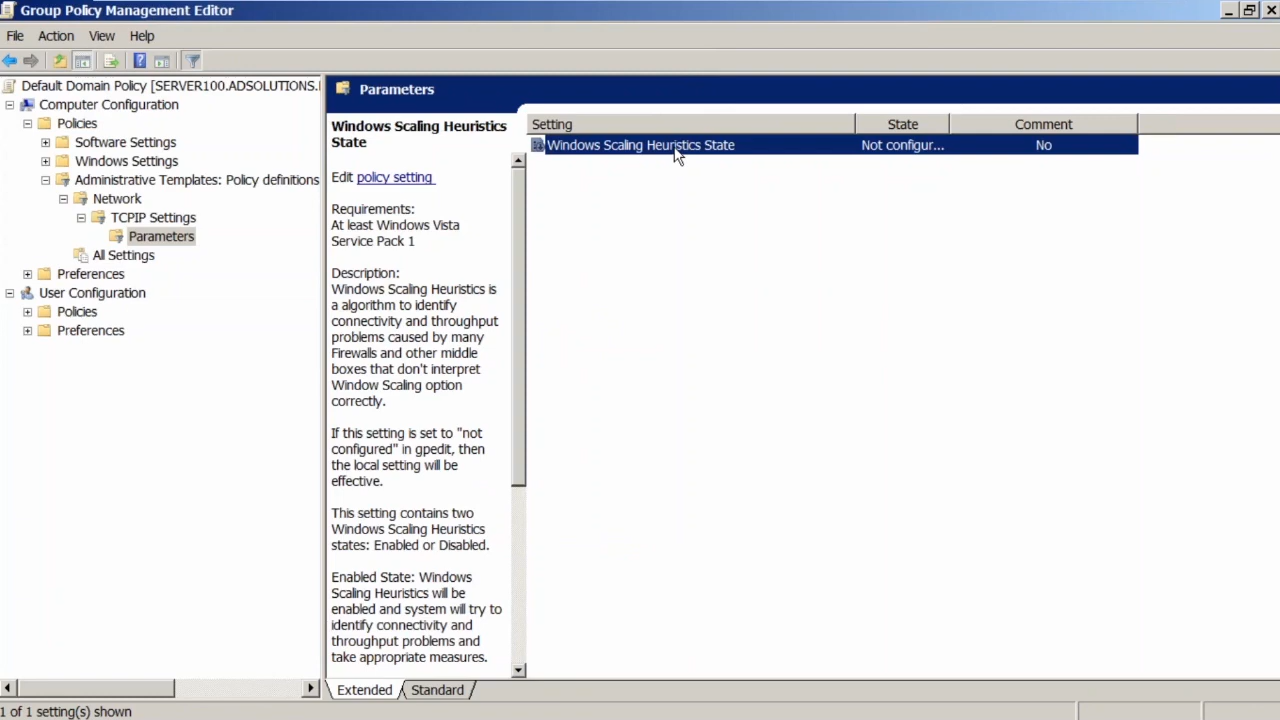 Group Policy Management Editor
File Action View Help
Default Domain Policy [SERVER100.ADSOLUTIONS.
Computer Configuration
Policies
Software Settings
Windows Settings
Administrative Templates: Policy definitions
Network
TCPIP Settings
Parameters
All Settings
Preferences
User Configuration
Policies
Preferences
Parameters
Windows Scaling Heuristics
State
Edit policy setting
Requirements:
At least Windows Vista
Service Pack 1
Description:
Windows Scaling Heuristics is
a algorithm to identify
connectivity and throughput
problems caused by many
Firewalls and other middle
boxes that don't interpret
Window Scaling option
correctly.
If this setting is set to "not
configured" in gpedit, then
the local setting will be
effective.
This setting contains two
Windows Scaling Heuristics
states: Enabled or Disabled.
Enabled State: Windows
Scaling Heuristics will be
enabled and system will try to
identify connectivity and
throughput problems and
take appropriate measures.
Setting State Comment
Windows Scaling Heuristics State Not configur... No
Extended Standard
1 of 1 setting(s) shown